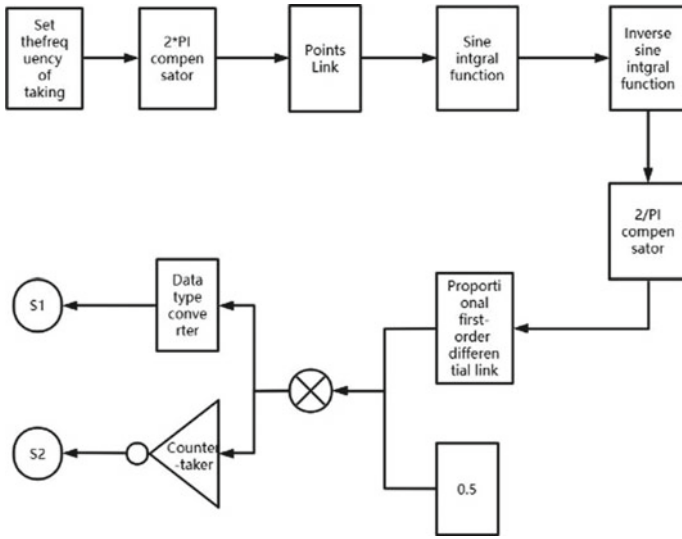 Set
thefreq
uency
of
taking
2*PI
compen
sator
Points
Link
Sine
intgral
function
Inverse
sine
intgral
function
2/PI
compen
sator
Proporti
onal
first-
order
differen
tial link
0.5
Data
type
conve
rter
S1
Counter
-taker
S2